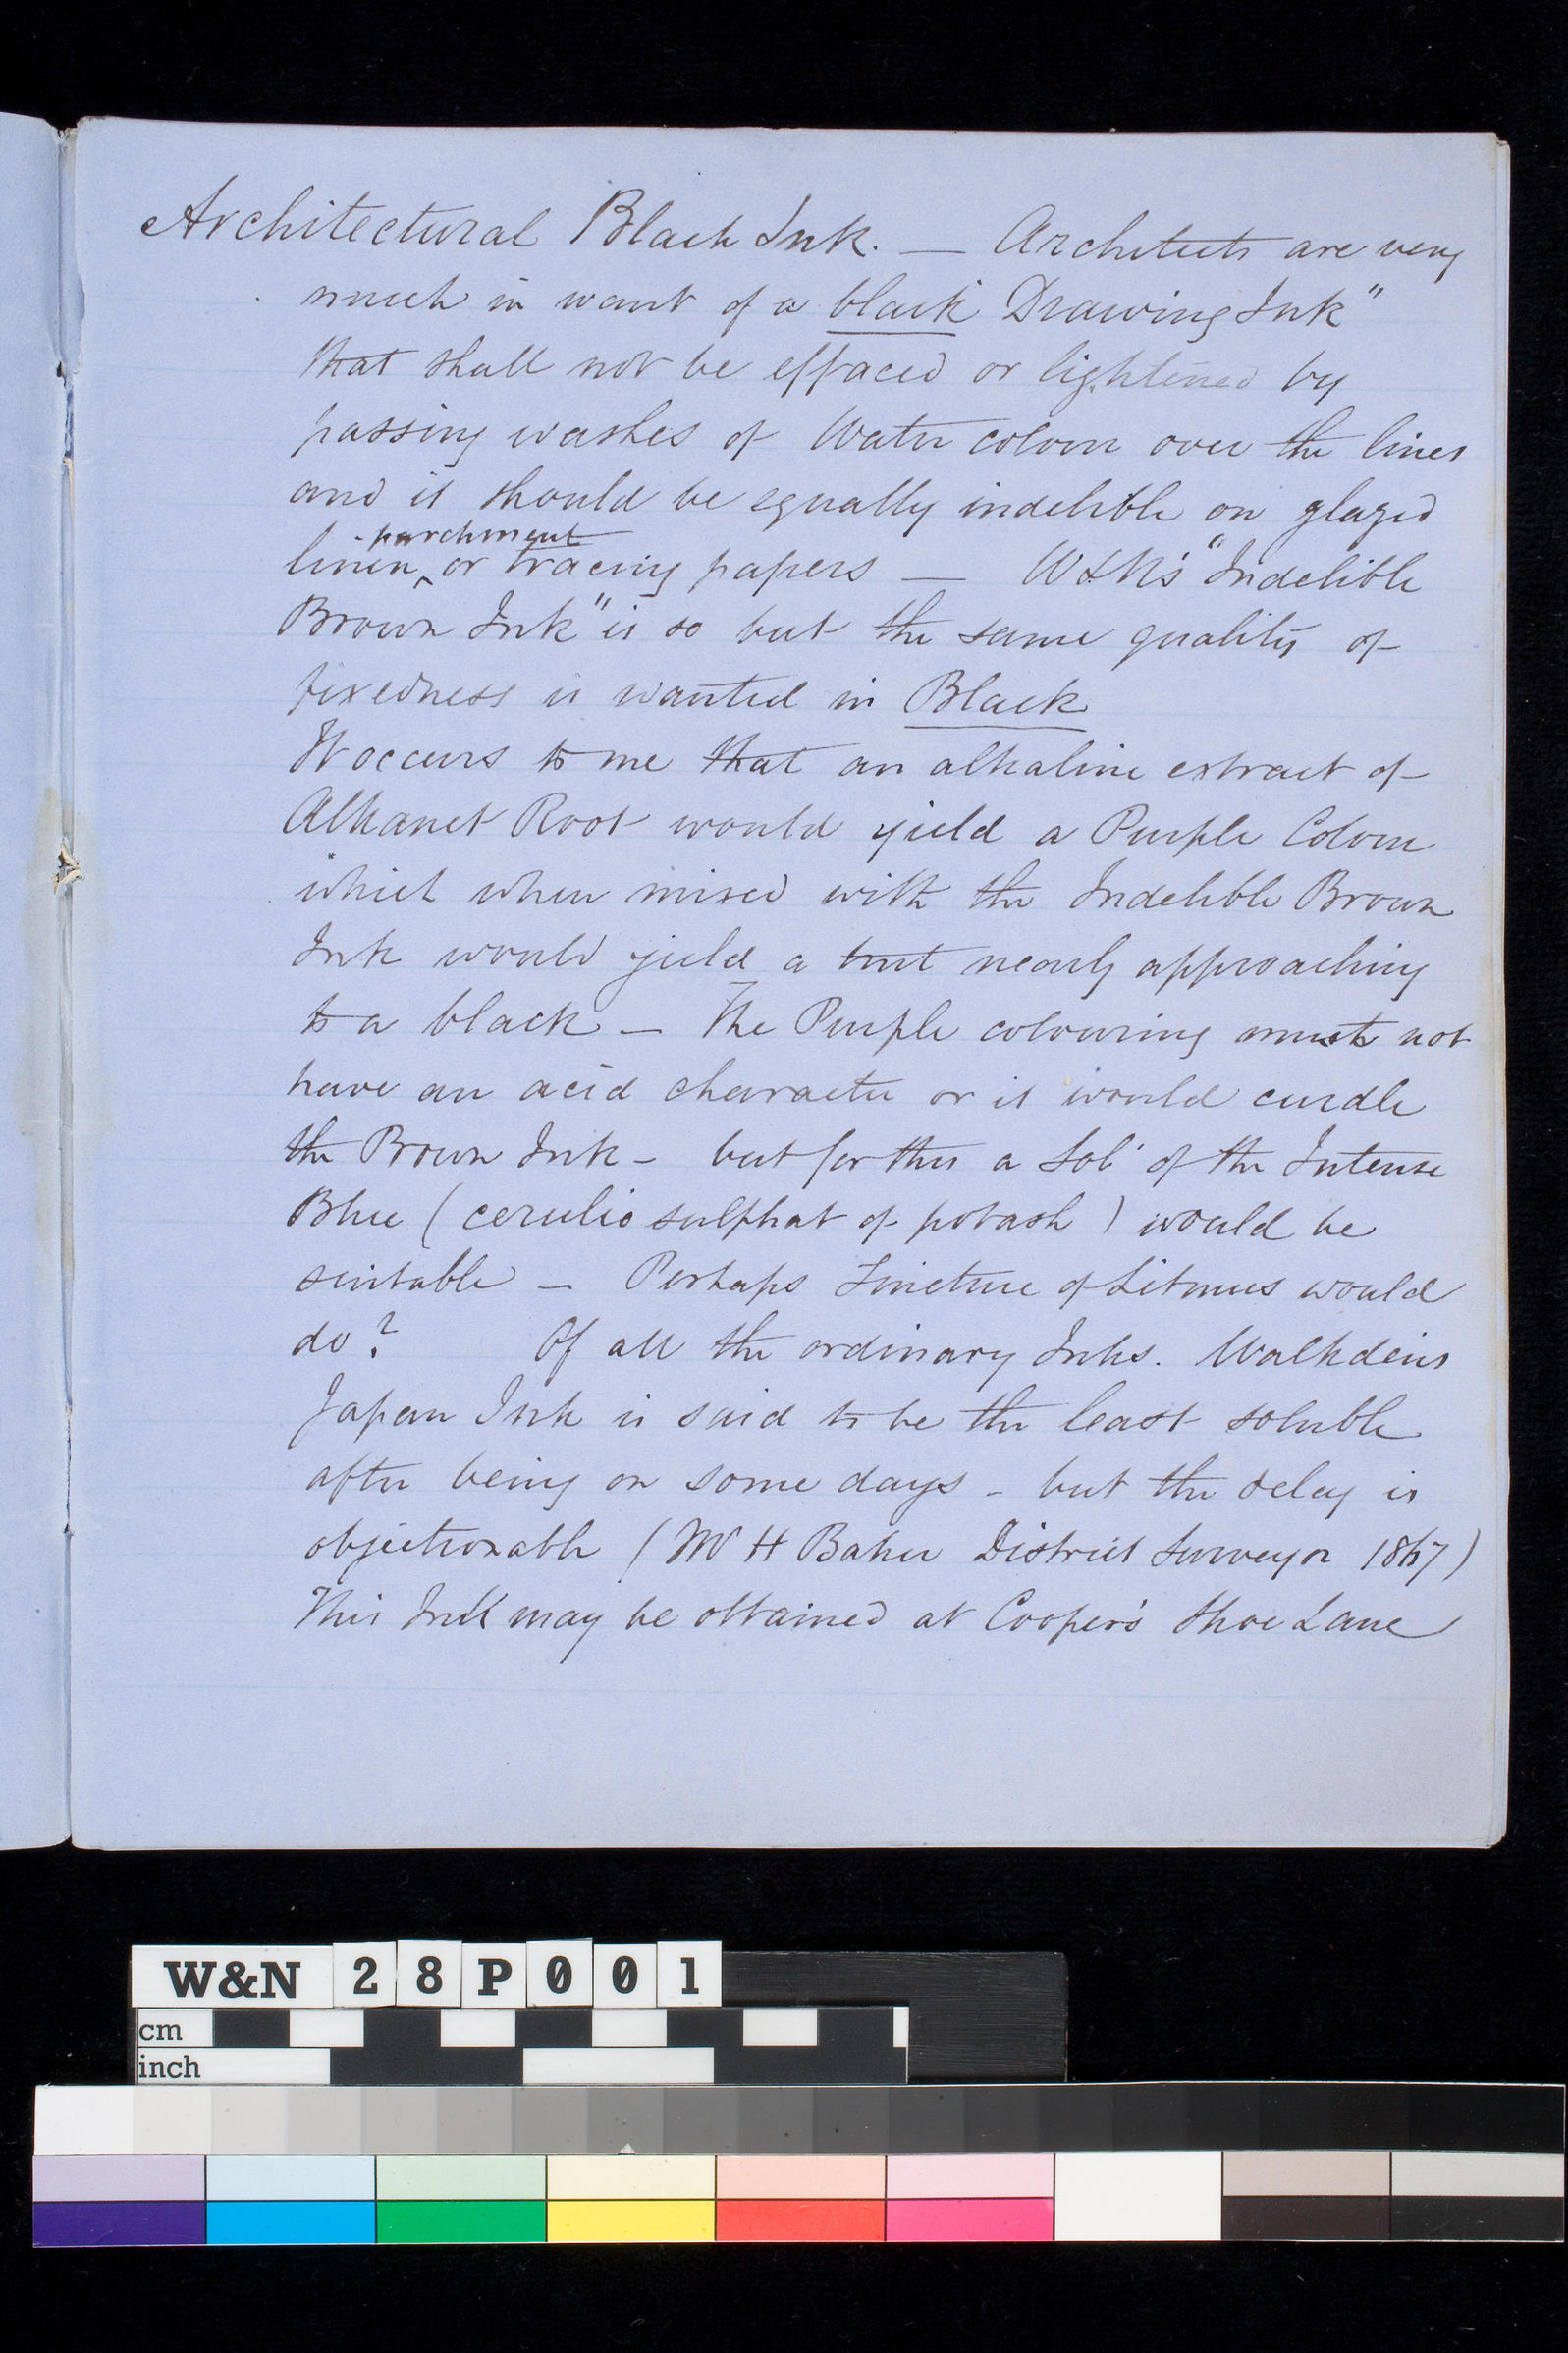 Architectural Black Ink. — Architects are very
much in want of a black Drawing Ink"
that shall not be effaced or lightened by
passing washes of Water colour over the lines
and it should be equally indelible on glazed
parchment
linen ^ or tracing papers — W&N's "Indelible
Brown Ink" is so but the same quality of
fixedness is wanted in Black
It occurs to me that an alkaline extract of
Alkanet Root would yield a Purple Colour
which when mixed with the Indelible Brown
Ink would yield a tint nearly approaching
to a black — The Purple colouring must not
have an acid character or it would curdle
the Brown Ink — but for this a Sol' of the Intense
Blue (cerulio sulphat of potash) would be
suitable — Perhaps Tincture of Litmus would
do? Of all the ordinary Inks. Walkdens
Japan Ink is said to be the least soluble
after being on some days - but the delay is
objectionable (Mr H Baker District Surveyor 1867)
This Ink may be obtained at Cooper's Shoe Lane
W&N 28P001
cm
inch